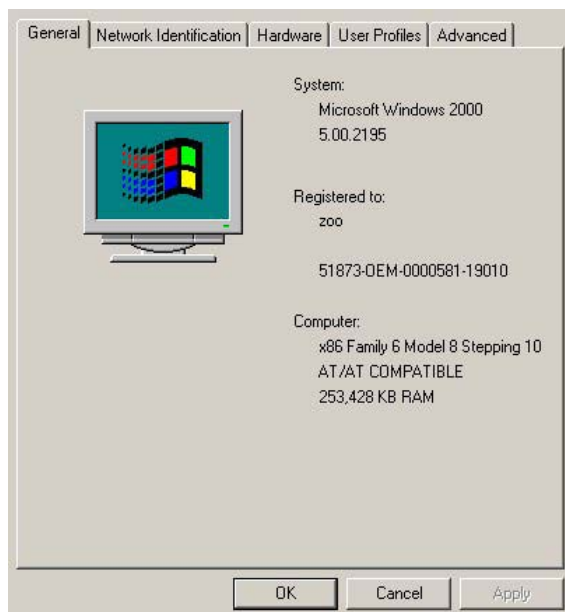 General Network Identification Hardware User Profiles Advanced
System:
Microsoft Windows 2000
5.00.2195
Registered to:
zoo
51873-OEM-0000581-19010
Computer:
x86 Family 6 Model 8 Stepping 10
AT/AT COMPATIBLE
253,428 KB RAM
OK Cancel Apply